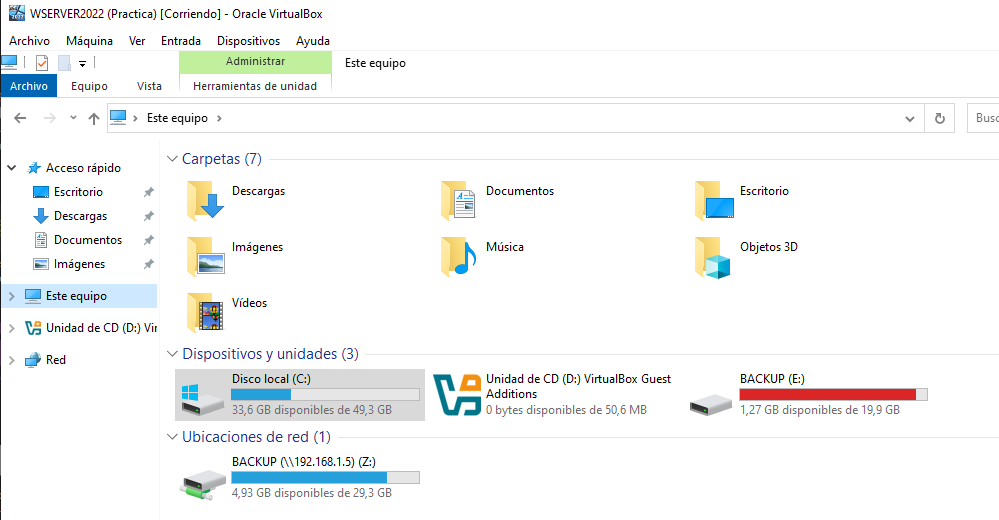 WSERVER2022 (Practica) [Corriendo] - Oracle VirtualBox
Archivo Máquina Ver Entrada Dispositivos Ayuda
Administrar Este equipo
Archivo Equipo Vista Herramientas de unidad
Este equipo Busc
Acceso rápido
Escritorio
Descargas
Documentos
Imágenes
Este equipo
Unidad de CD (D:) Vir
Red
Carpetas (7)
Descargas Documentos Escritorio
Imágenes Música Objetos 3D
Vídeos
Dispositivos y unidades (3)
Disco local (C:)
33,6 GB disponibles de 49,3 GB
Unidad de CD (D:) VirtualBox Guest
Additions
0 bytes disponibles de 50,6 MB
BACKUP (E:)
1,27 GB disponibles de 19,9 GB
Ubicaciones de red (1)
BACKUP (\\192.168.1.5) (Z:)
4,93 GB disponibles de 29,3 GB